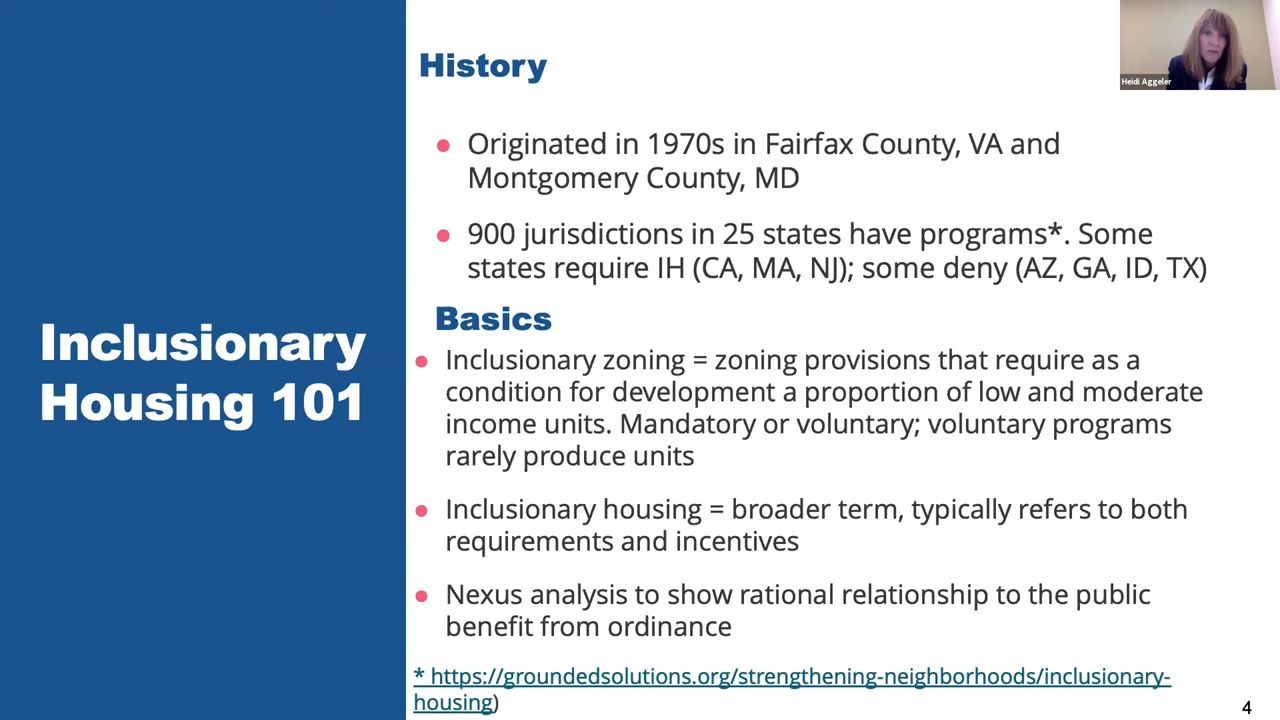 Inclusionary
Housing 101
History
Heidi Aggeler
● Originated in 1970s in Fairfax County, VA and
Montgomery County, MD
● 900 jurisdictions in 25 states have programs*. Some
states require IH (CA, MA, NJ); some deny (AZ, GA, ID, TX)
Basics
● Inclusionary zoning = zoning provisions that require as a
condition for development a proportion of low and moderate
income units. Mandatory or voluntary; voluntary programs
rarely produce units
● Inclusionary housing = broader term, typically refers to both
requirements and incentives
● Nexus analysis to show rational relationship to the public
benefit from ordinance
* https://groundedsolutions.org/strengthening-neighborhoods/inclusionary-
housing)
4